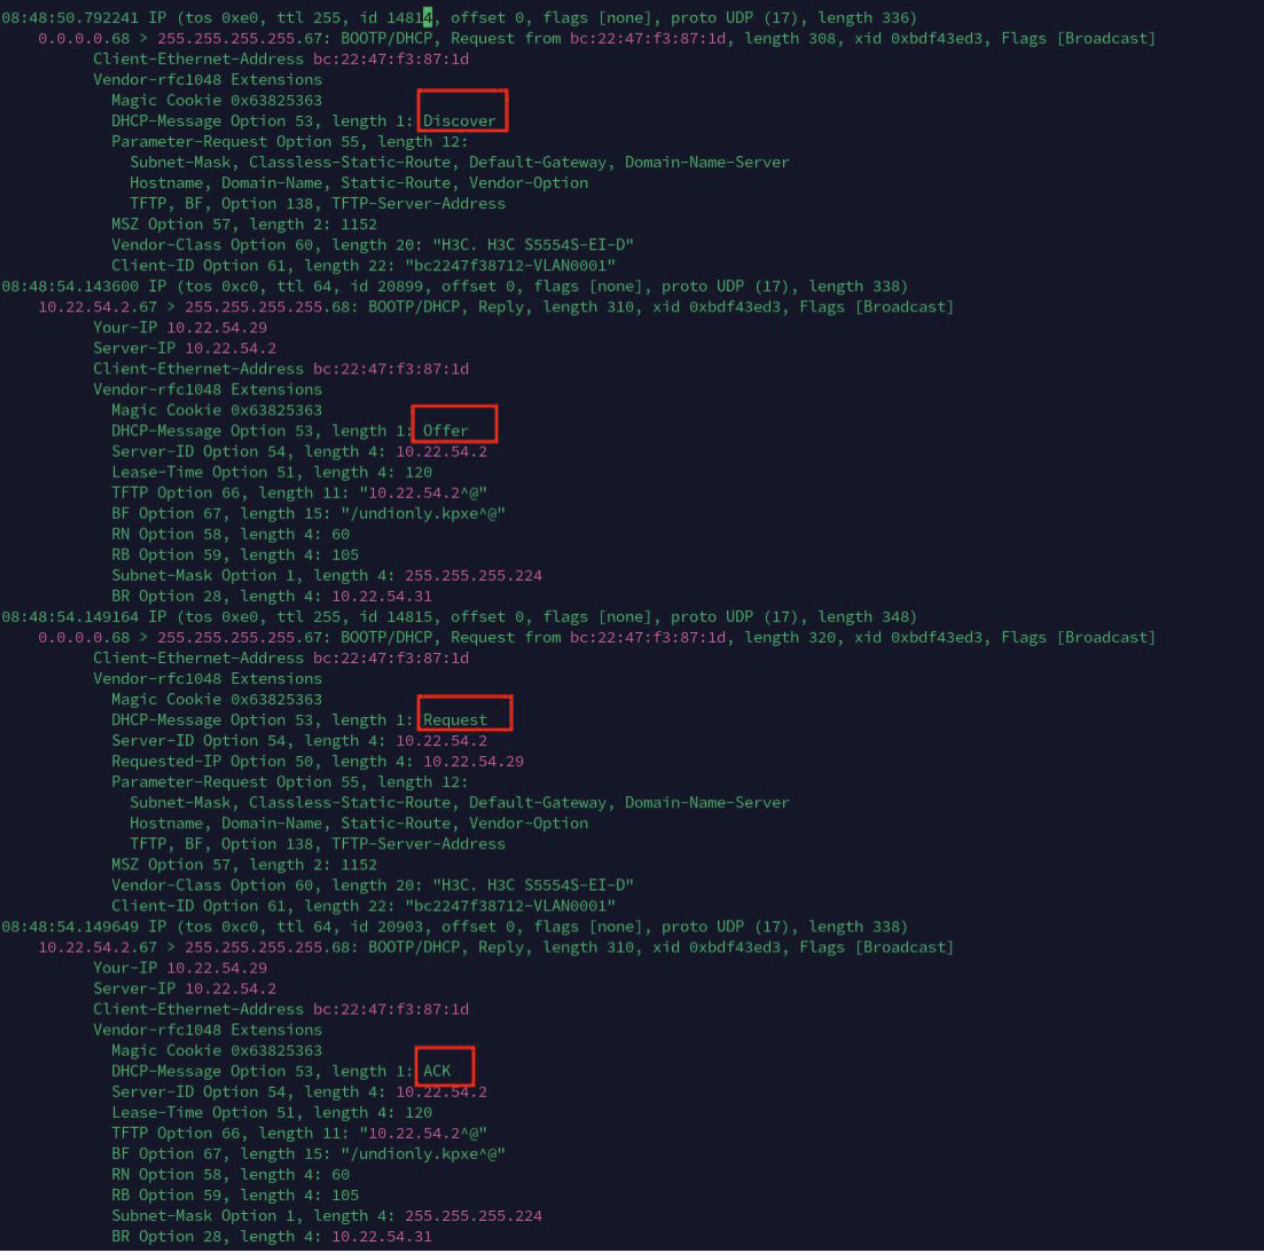 08:48:50.792241 IP (tos 0xe0, ttl 255, id 14814, offset 0, flags [none], proto UDP (17), length 336)
0.0.0.0.68 > 255.255.255.255.67: BOOTP/DHCP, Request from bc:22:47:f3:87:1d, length 308, xid 0xbdf43ed3, Flags [Broadcast]
Client-Ethernet-Address bc:22:47:f3:87:1d
Vendor-rfc1048 Extensions
Magic Cookie 0x63825363
DHCP-Message Option 53, length 1: Discover
Parameter-Request Option 55, length 12:
Subnet-Mask, Classless-Static-Route, Default-Gateway, Domain-Name-Server
Hostname, Domain-Name, Static-Route, Vendor-Option
TFTP, BF, Option 138, TFTP-Server-Address
MSZ Option 57, length 2: 1152
Vendor-Class Option 60, length 20: "H3C. H3C S5554S-EI-D"
Client-ID Option 61, length 22: "bc2247f38712-VLAN0001"
08:48:54.143600 IP (tos 0xc0, ttl 64, id 20899, offset 0, flags [none], proto UDP (17), length 338)
10.22.54.2.67 > 255.255.255.255.68: BOOTP/DHCP, Reply, length 310, xid 0xbdf43ed3, Flags [Broadcast]
Your-IP 10.22.54.29
Server-IP 10.22.54.2
Client-Ethernet-Address bc:22:47:f3:87:1d
Vendor-rfc1048 Extensions
Magic Cookie 0x63825363
DHCP-Message Option 53, length 1: Offer
Server-ID Option 54, length 4: 10.22.54.2
Lease-Time Option 51, length 4: 120
TFTP Option 66, length 11: "10.22.54.2^@"
BF Option 67, length 15: "/undionly.kpxe^@"
RN Option 58, length 4: 60
RB Option 59, length 4: 105
Subnet-Mask Option 1, length 4: 255.255.255.224
BR Option 28, length 4: 10.22.54.31
08:48:54.149164 IP (tos 0xe0, ttl 255, id 14815, offset 0, flags [none], proto UDP (17), length 348)
0.0.0.0.68 > 255.255.255.255.67: BOOTP/DHCP, Request from bc:22:47:f3:87:1d, length 320, xid 0xbdf43ed3, Flags [Broadcast]
Client-Ethernet-Address bc:22:47:f3:87:1d
Vendor-rfc1048 Extensions
Magic Cookie 0x63825363
DHCP-Message Option 53, length 1: Request
Server-ID Option 54, length 4: 10.22.54.2
Requested-IP Option 50, length 4: 10.22.54.29
Parameter-Request Option 55, length 12:
Subnet-Mask, Classless-Static-Route, Default-Gateway, Domain-Name-Server
Hostname, Domain-Name, Static-Route, Vendor-Option
TFTP, BF, Option 138, TFTP-Server-Address
MSZ Option 57, length 2: 1152
Vendor-Class Option 60, length 20: "H3C. H3C S5554S-EI-D"
Client-ID Option 61, length 22: "bc2247f38712-VLAN0001"
08:48:54.149649 IP (tos 0xc0, ttl 64, id 20903, offset 0, flags [none], proto UDP (17), length 338)
10.22.54.2.67 > 255.255.255.255.68: BOOTP/DHCP, Reply, length 310, xid 0xbdf43ed3, Flags [Broadcast]
Your-IP 10.22.54.29
Server-IP 10.22.54.2
Client-Ethernet-Address bc:22:47:f3:87:1d
Vendor-rfc1048 Extensions
Magic Cookie 0x63825363
DHCP-Message Option 53, length 1: ACK
Server-ID Option 54, length 4: 10.22.54.2
Lease-Time Option 51, length 4: 120
TFTP Option 66, length 11: "10.22.54.2^@"
BF Option 67, length 15: "/undionly.kpxe^@"
RN Option 58, length 4: 60
RB Option 59, length 4: 105
Subnet-Mask Option 1, length 4: 255.255.255.224
BR Option 28, length 4: 10.22.54.31